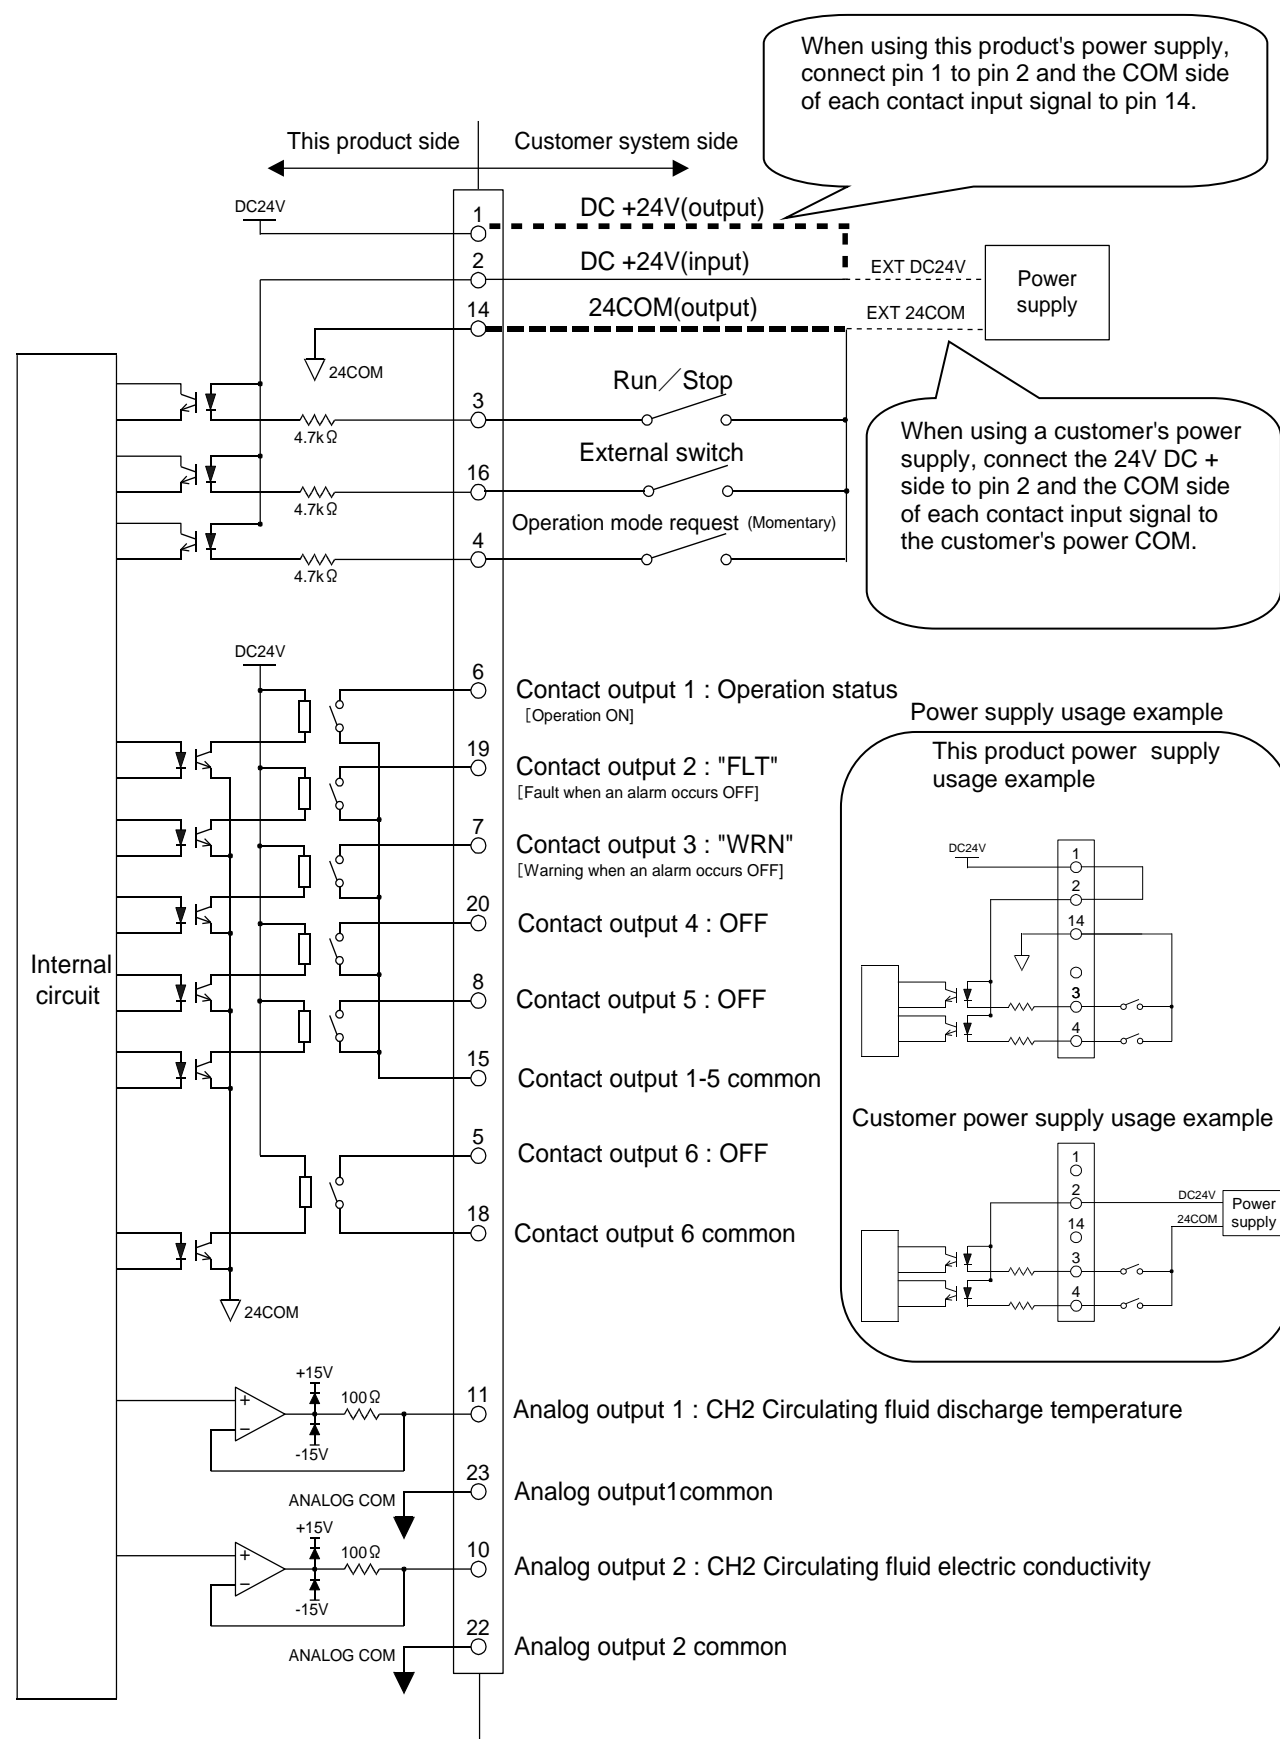 When using this product's power supply,
connect pin 1 to pin 2 and the COM side
of each contact input signal to pin 14.
This product side
Customer system side
DC24V
1
DC +24V(output)
2
DC +24V(input)
EXT DC24V
Power
supply
14
24COM(output)
EXT 24COM
24COM
Run／Stop
3
4.7kΩ
External switch
16
4.7kΩ
Operation mode request (Momentary)
4
4.7kΩ
When using a customer's power
supply, connect the 24V DC +
side to pin 2 and the COM side
of each contact input signal to
the customer's power COM.
Internal
circuit
DC24V
6
Contact output 1 : Operation status
[Operation ON]
19
Contact output 2 : "FLT"
[Fault when an alarm occurs OFF]
7
Contact output 3 : "WRN"
[Warning when an alarm occurs OFF]
20
Contact output 4 : OFF
8
Contact output 5 : OFF
15
Contact output 1-5 common
5
Contact output 6 : OFF
18
Contact output 6 common
24COM
Power supply usage example
This product power supply
usage example
DC24V
1
2
14
3
4
Customer power supply usage example
1
2
14
3
4
DC24V
24COM
Power
supply
+15V
100Ω
+
−
-15V
11
Analog output 1 : CH2 Circulating fluid discharge temperature
23
ANALOG COM
Analog output1common
+15V
100Ω
+
−
-15V
10
Analog output 2 : CH2 Circulating fluid electric conductivity
22
ANALOG COM
Analog output 2 common